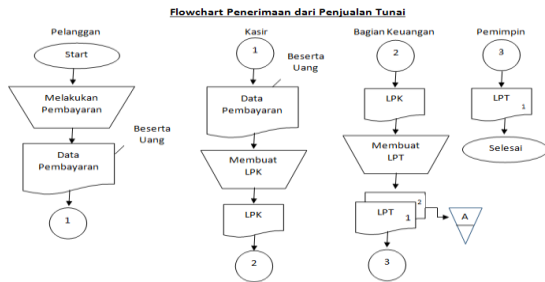 Flowchart Penerimaan dari Penjualan Tunai
Pelanggan
Start
Melakukan
Pembayaran
Data
Pembayaran
Beserta
Uang
1
Kasir
1
Beserta
Uang
Data
Pembayaran
Membuat
LPK
LPK
2
Bagian Keuangan
2
LPK
Membuat
LPT
2
LPT
1
A
3
Pemimpin
3
LPT
1
Selesai